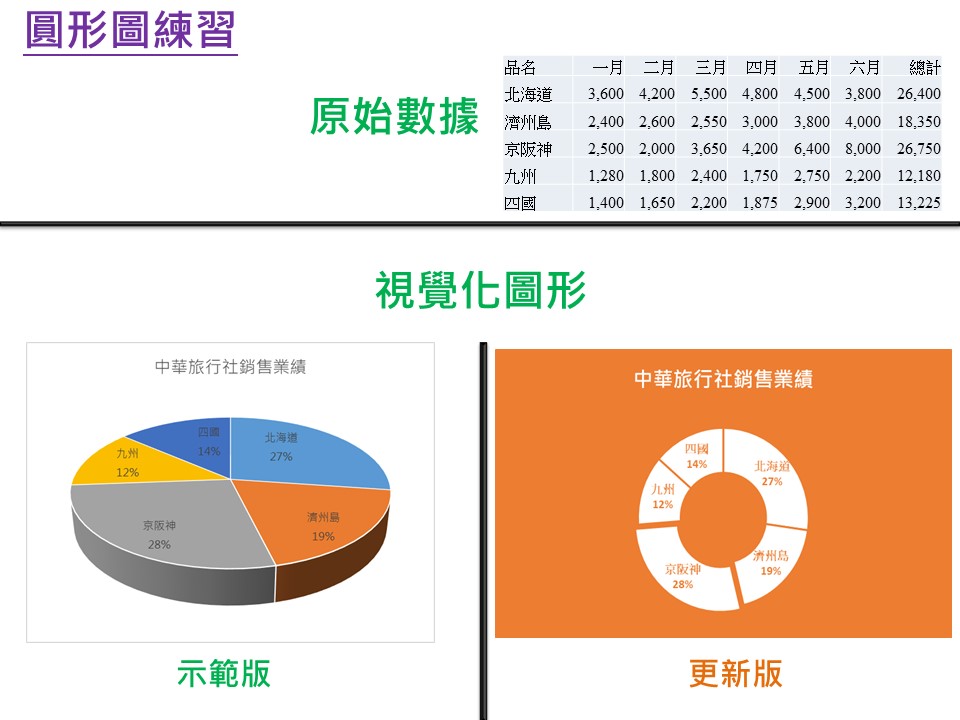 圓形圖練習
原始數據
品名 一月 二月 三月 四月 五月 六月 總計
北海道 3,600 4,200 5,500 4,800 4,500 3,800 26,400
濟州島 2,400 2,600 2,550 3,000 3,800 4,000 18,350
京阪神 2,500 2,000 3,650 4,200 6,400 8,000 26,750
九州 1,280 1,800 2,400 1,750 2,750 2,200 12,180
四國 1,400 1,650 2,200 1,875 2,900 3,200 13,225
視覺化圖形
中華旅行社銷售業績
四國
14%
北海道
27%
九州
12%
濟州島
19%
京阪神
28%
示範版
中華旅行社銷售業績
四國
14%
北海道
27%
九州
12%
濟州島
19%
京阪神
28%
更新版